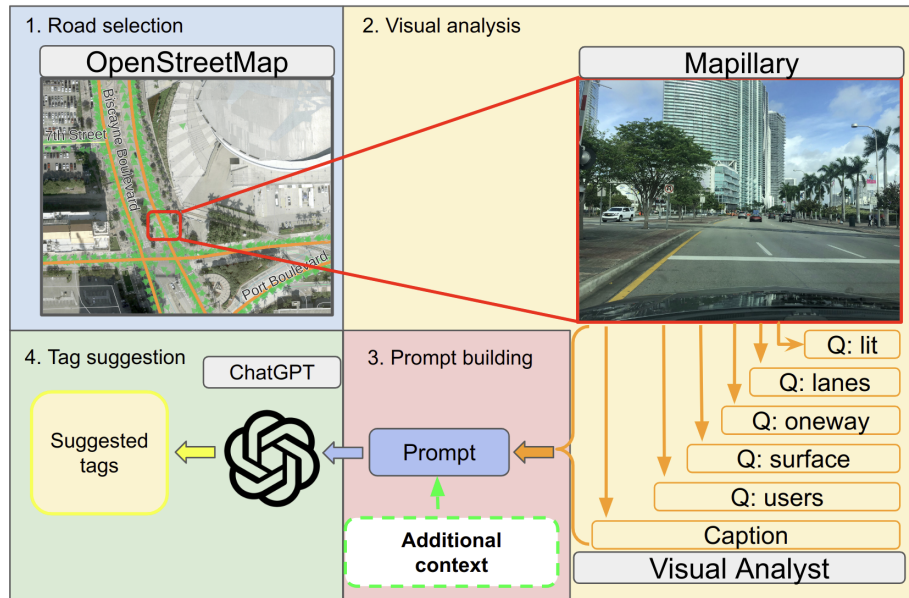 1. Road selection
OpenStreetMap
7th Street
Biscayne Boulevard
Port Boulevard
2. Visual analysis
Mapillary
Q: lit
Q: lanes
Q: oneway
Q: surface
Q: users
Caption
Visual Analyst
3. Prompt building
Prompt
Additional
context
4. Tag suggestion
ChatGPT
Suggested
tags